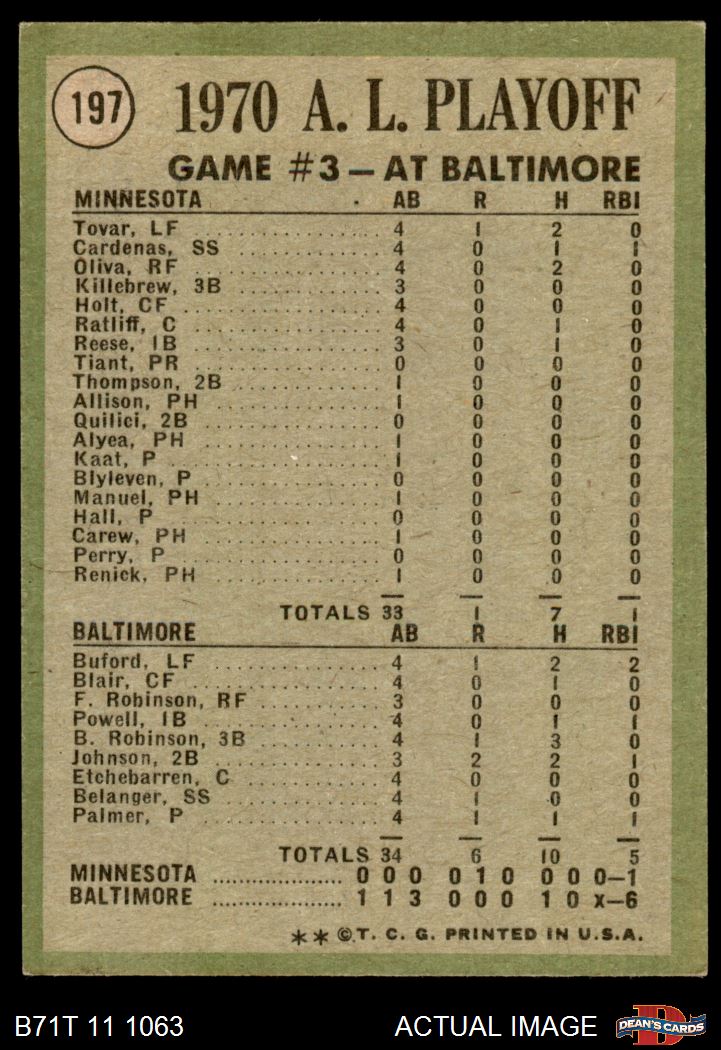 197 1970 A. L. PLAYOFF
GAME #3 — AT BALTIMORE
MINNESOTA AB R H RBI
Tovar, LF .................... 4 1 2 0
Cardenas, SS .................... 4 0 1 1
Oliva, RF .................... 4 0 2 0
Killebrew, 3B .................... 3 0 0 0
Holt, CF .................... 4 0 0 0
Ratliff, C .................... 4 0 1 0
Reese, 1B .................... 3 0 1 0
Tiant, PR .................... 0 0 0 0
Thompson, 2B .................... 1 0 0 0
Allison, PH .................... 1 0 0 0
Quilici, 2B .................... 0 0 0 0
Alyea, PH .................... 1 0 0 0
Kaat, P .................... 1 0 0 0
Blyleven, P .................... 0 0 0 0
Manuel, PH .................... 1 0 0 0
Hall, P .................... 0 0 0 0
Carew, PH .................... 1 0 0 0
Perry, P .................... 0 0 0 0
Renick, PH .................... 1 0 0 0
TOTALS 33 1 7 1
BALTIMORE AB R H RBI
Buford, LF .................... 4 1 2 2
Blair, CF .................... 4 0 1 0
F. Robinson, RF .................... 3 0 0 0
Powell, 1B .................... 4 0 1 1
B. Robinson, 3B .................... 4 1 3 0
Johnson, 2B .................... 3 2 2 1
Etchebarren, C .................... 4 0 0 0
Belanger, SS .................... 4 1 0 0
Palmer, P .................... 4 1 1 1
TOTALS 34 6 10 5
MINNESOTA .................... 0 0 0 0 1 0 0 0 0—1
BALTIMORE .................... 1 1 3 0 0 0 1 0 x—6
** ©T. C. G. PRINTED IN U.S.A.
B71T 11 1063 ACTUAL IMAGE D DEAN'S CARDS